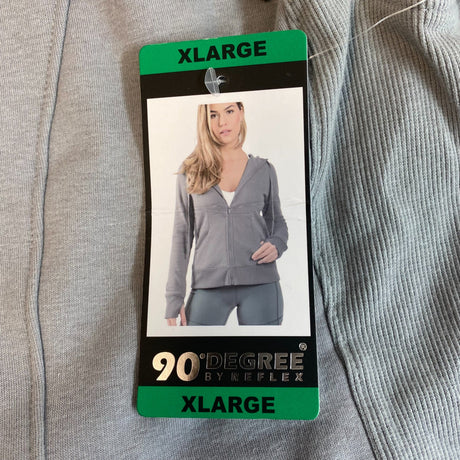 XLARGE
90° DEGREE ®
BY REFLEX
XLARGE